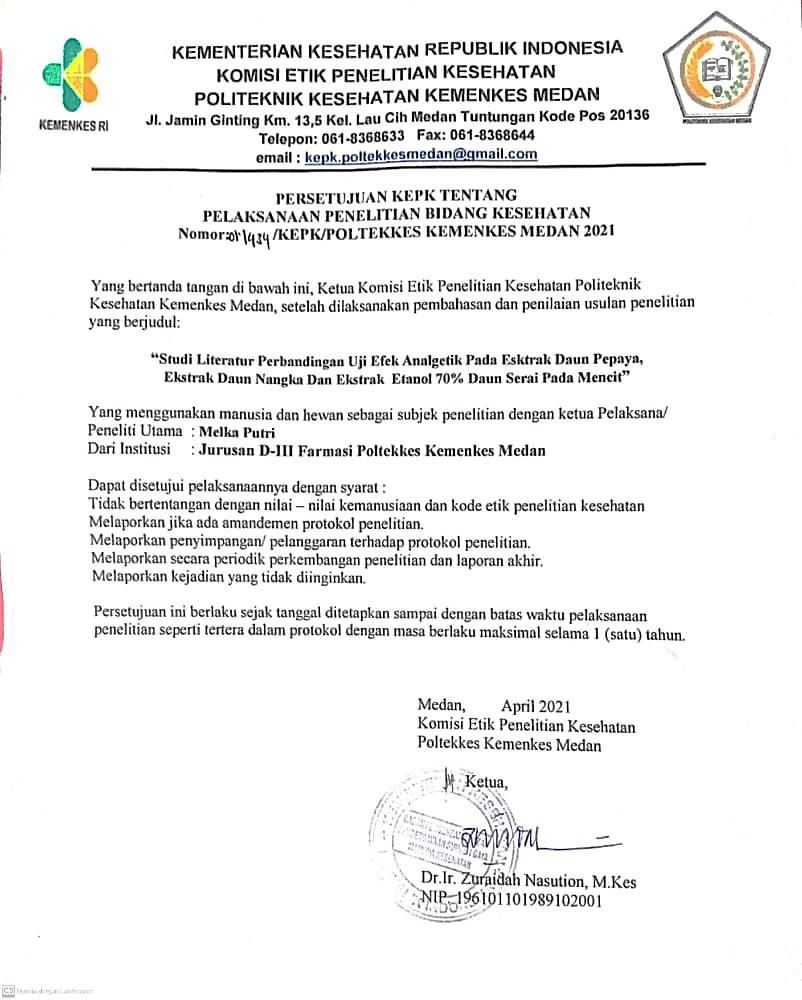 KEMENTERIAN KESEHATAN REPUBLIK INDONESIA
KOMISI ETIK PENELITIAN KESEHATAN
POLITEKNIK KESEHATAN KEMENKES MEDAN
Jl. Jamin Ginting Km. 13,5 Kel. Lau Cih Medan Tuntungan Kode Pos 20136
Telepon: 061-8368633 Fax: 061-8368644
email : kepk.poltekkesmedan@gmail.com
KEMENKES RI
POLITEKNIK KESEHATAN MEDAN
PERSETUJUAN KEPK TENTANG
PELAKSANAAN PENELITIAN BIDANG KESEHATAN
Nomor: /KEPK/POLTEKKES KEMENKES MEDAN 2021
Yang bertanda tangan di bawah ini, Ketua Komisi Etik Penelitian Kesehatan Politeknik
Kesehatan Kemenkes Medan, setelah dilaksanakan pembahasan dan penilaian usulan penelitian
yang berjudul:
“Studi Literatur Perbandingan Uji Efek Analgetik Pada Esktrak Daun Pepaya,
Ekstrak Daun Nangka Dan Ekstrak Etanol 70% Daun Serai Pada Mencit”
Yang menggunakan manusia dan hewan sebagai subjek penelitian dengan ketua Pelaksana/
Peneliti Utama : Melka Putri
Dari Institusi : Jurusan D-III Farmasi Poltekkes Kemenkes Medan
Dapat disetujui pelaksanaannya dengan syarat :
Tidak bertentangan dengan nilai – nilai kemanusiaan dan kode etik penelitian kesehatan
Melaporkan jika ada amandemen protokol penelitian.
Melaporkan penyimpangan/ pelanggaran terhadap protokol penelitian.
Melaporkan secara periodik perkembangan penelitian dan laporan akhir.
Melaporkan kejadian yang tidak diinginkan.
Persetujuan ini berlaku sejak tanggal ditetapkan sampai dengan batas waktu pelaksanaan
penelitian seperti tertera dalam protokol dengan masa berlaku maksimal selama 1 (satu) tahun.
Medan, April 2021
Komisi Etik Penelitian Kesehatan
Poltekkes Kemenkes Medan
Ketua,
Dr.Ir. Zuraidah Nasution, M.Kes
NIP. 196101101989102001
CS Dipindai dengan CamScanner